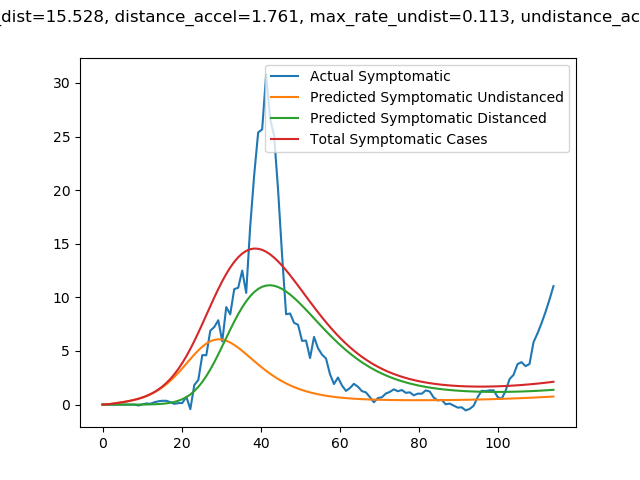 _dist=15.528, distance_accel=1.761, max_rate_undist=0.113, undistance_ac
Actual Symptomatic
Predicted Symptomatic Undistanced
Predicted Symptomatic Distanced
Total Symptomatic Cases
30
25
20
15
10
5
0
0 20 40 60 80 100